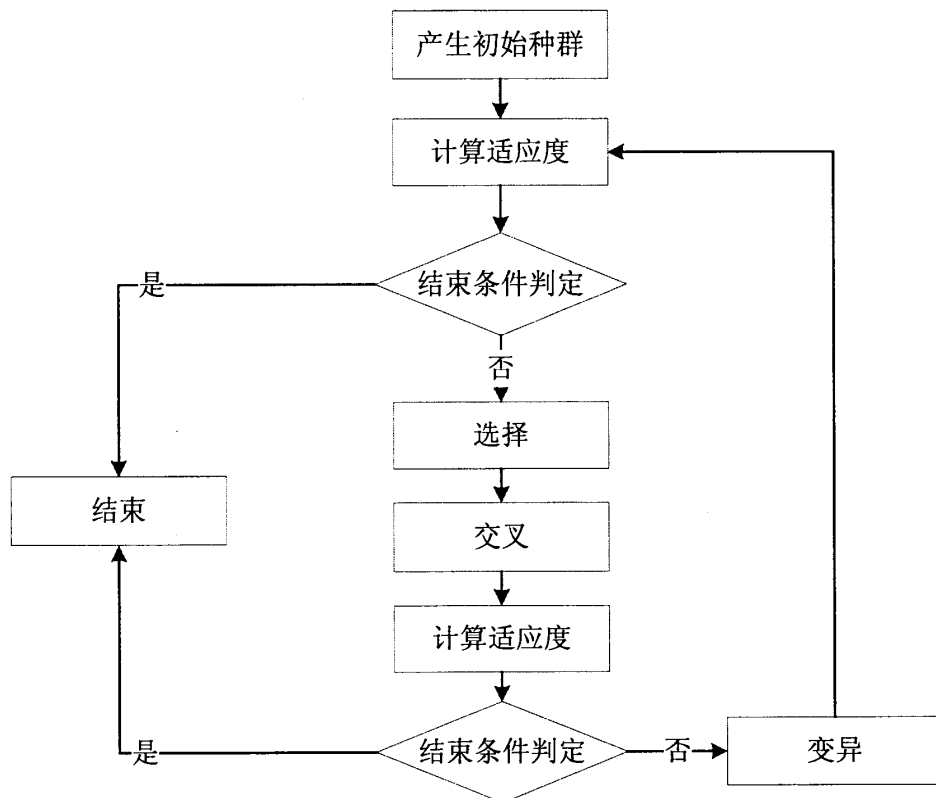 产生初始种群
计算适应度
结束条件判定
是
否
选择
结束
交叉
计算适应度
结束条件判定
是
否
变异